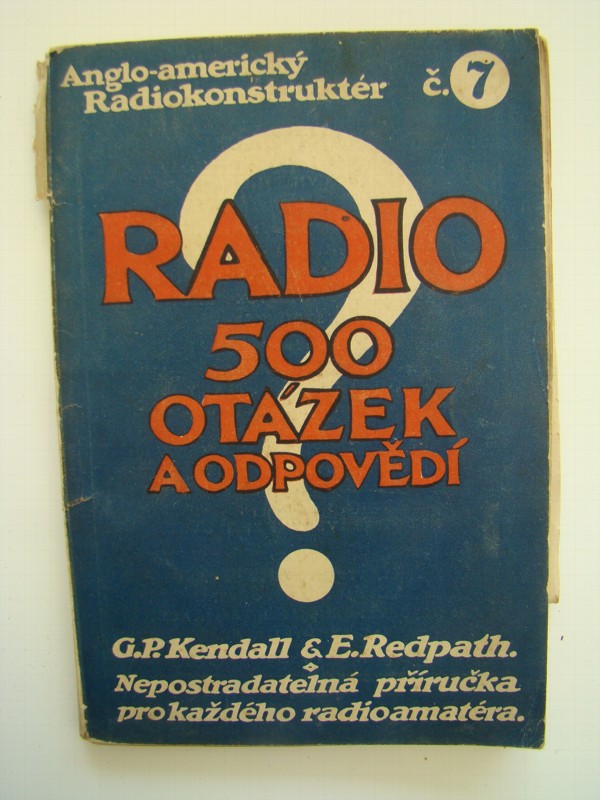 Anglo-americký
Radiokonstruktér č. 7
RADIO
500
OTÁZEK
A ODPOVĚDÍ
G.P. Kendall & E. Redpath.
Nepostradatelná příručka
pro každého radioamatéra.